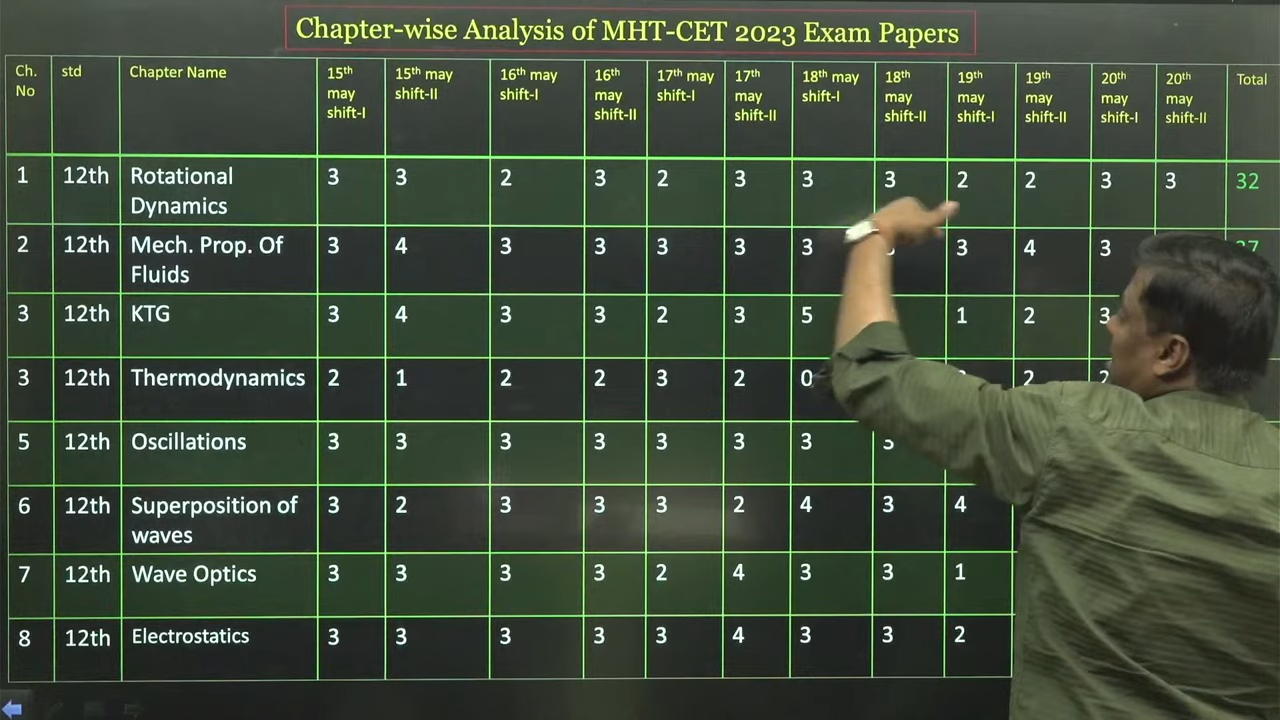 Chapter-wise Analysis of MHT-CET 2023 Exam Papers
Ch. No std Chapter Name 15th may shift-I 15th may shift-II 16th may shift-I 16th may shift-II 17th may shift-I 17th may shift-II 18th may shift-I 18th may shift-II 19th may shift-I 19th may shift-II 20th may shift-I 20th may shift-II Total
1 12th Rotational Dynamics 3 3 2 3 2 3 3 3 2 2 3 3 32
2 12th Mech. Prop. Of Fluids 3 4 3 3 3 3 3 3 4 3
3 12th KTG 3 4 3 3 2 3 5 1 2 3
3 12th Thermodynamics 2 1 2 2 3 2 0 2 2
5 12th Oscillations 3 3 3 3 3 3 3 3
6 12th Superposition of waves 3 2 3 3 3 2 4 3 4
7 12th Wave Optics 3 3 3 3 2 4 3 3 1
8 12th Electrostatics 3 3 3 3 3 4 3 3 2